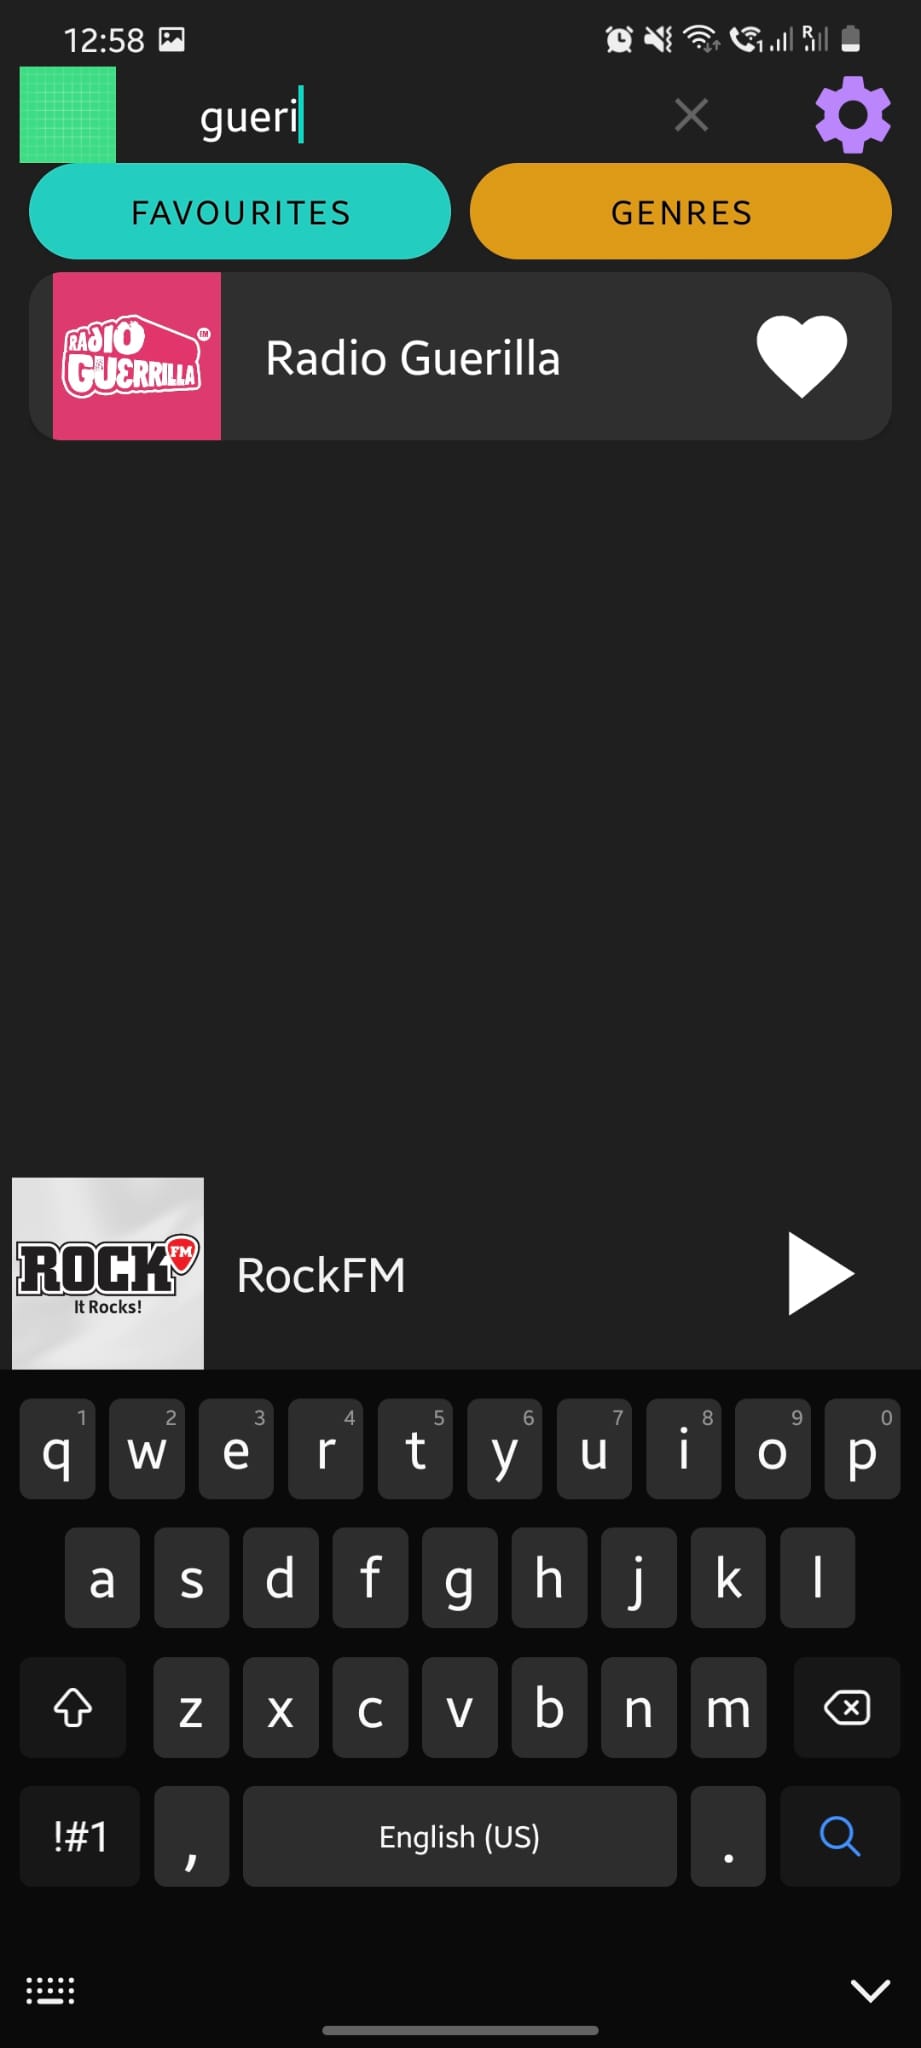 12:58
1
R
gueri
FAVOURITES
GENRES
RADIO
GUERRILLA
FM
Radio Guerilla
ROCK FM
It Rocks!
RockFM
1 2 3 4 5 6 7 8 9 0
q w e r t y u i o p
a s d f g h j k l
z x c v b n m
!#1 , English (US) .